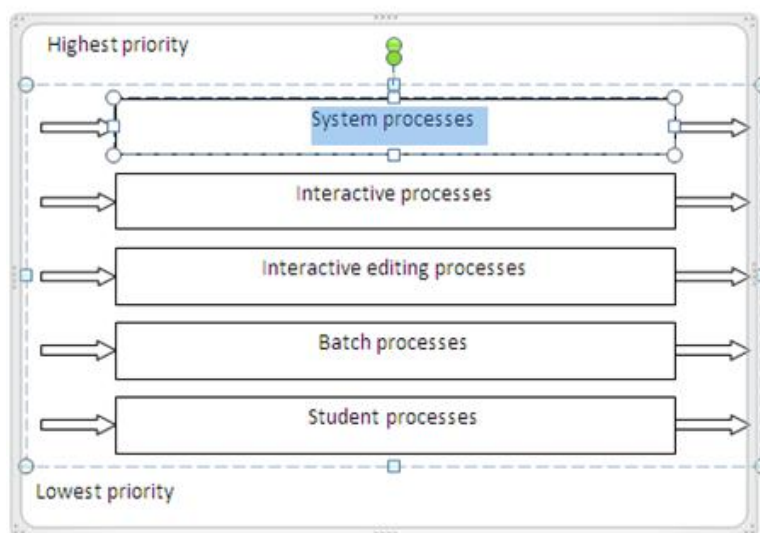 Highest priority
System processes
Interactive processes
Interactive editing processes
Batch processes
Student processes
Lowest priority